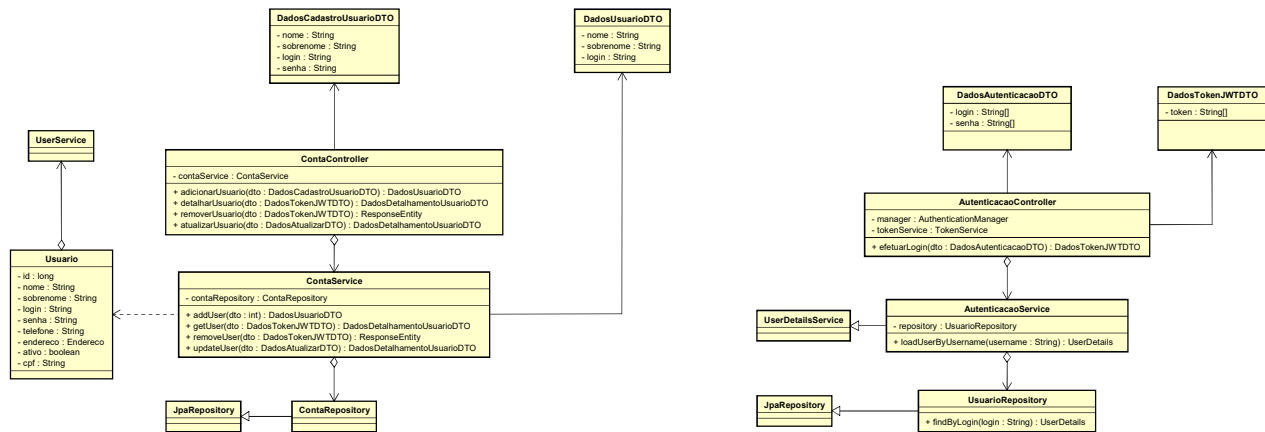 DadosCadastroUsuarioDTO
- nome : String
- sobrenome : String
- login : String
- senha : String
DadosUsuarioDTO
- nome : String
- sobrenome : String
- login : String
UserService
ContaController
- contaService : ContaService
+ adicionarUsuario(dto : DadosCadastroUsuarioDTO) : DadosUsuarioDTO
+ detalharUsuario(dto : DadosTokenJWTDTO) : DadosDetalhamentoUsuarioDTO
+ removerUsuario(dto : DadosTokenJWTDTO) : ResponseEntity
+ atualizarUsuario(dto : DadosAtualizarDTO) : DadosDetalhamentoUsuarioDTO
Usuario
- id : long
- nome : String
- sobrenome : String
- login : String
- senha : String
- telefone : String
- endereco : Endereco
- ativo : boolean
- cpf : String
ContaService
- contaRepository : ContaRepository
+ addUser(dto : int) : DadosUsuarioDTO
+ getUser(dto : DadosTokenJWTDTO) : DadosDetalhamentoUsuarioDTO
+ removeUser(dto : DadosTokenJWTDTO) : ResponseEntity
+ updateUser(dto : DadosAtualizarDTO) : DadosDetalhamentoUsuarioDTO
JpaRepository
ContaRepository
DadosAutenticacaoDTO
- login : String[]
- senha : String[]
DadosTokenJWTDTO
- token : String[]
AutenticacaoController
- manager : AuthenticationManager
- tokenService : TokenService
+ efetuarLogin(dto : DadosAutenticacaoDTO) : DadosTokenJWTDTO
UserDetailsService
AutenticacaoService
- repository : UsuarioRepository
+ loadUserByUsername(username : String) : UserDetails
JpaRepository
UsuarioRepository
+ findByLogin(login : String) : UserDetails